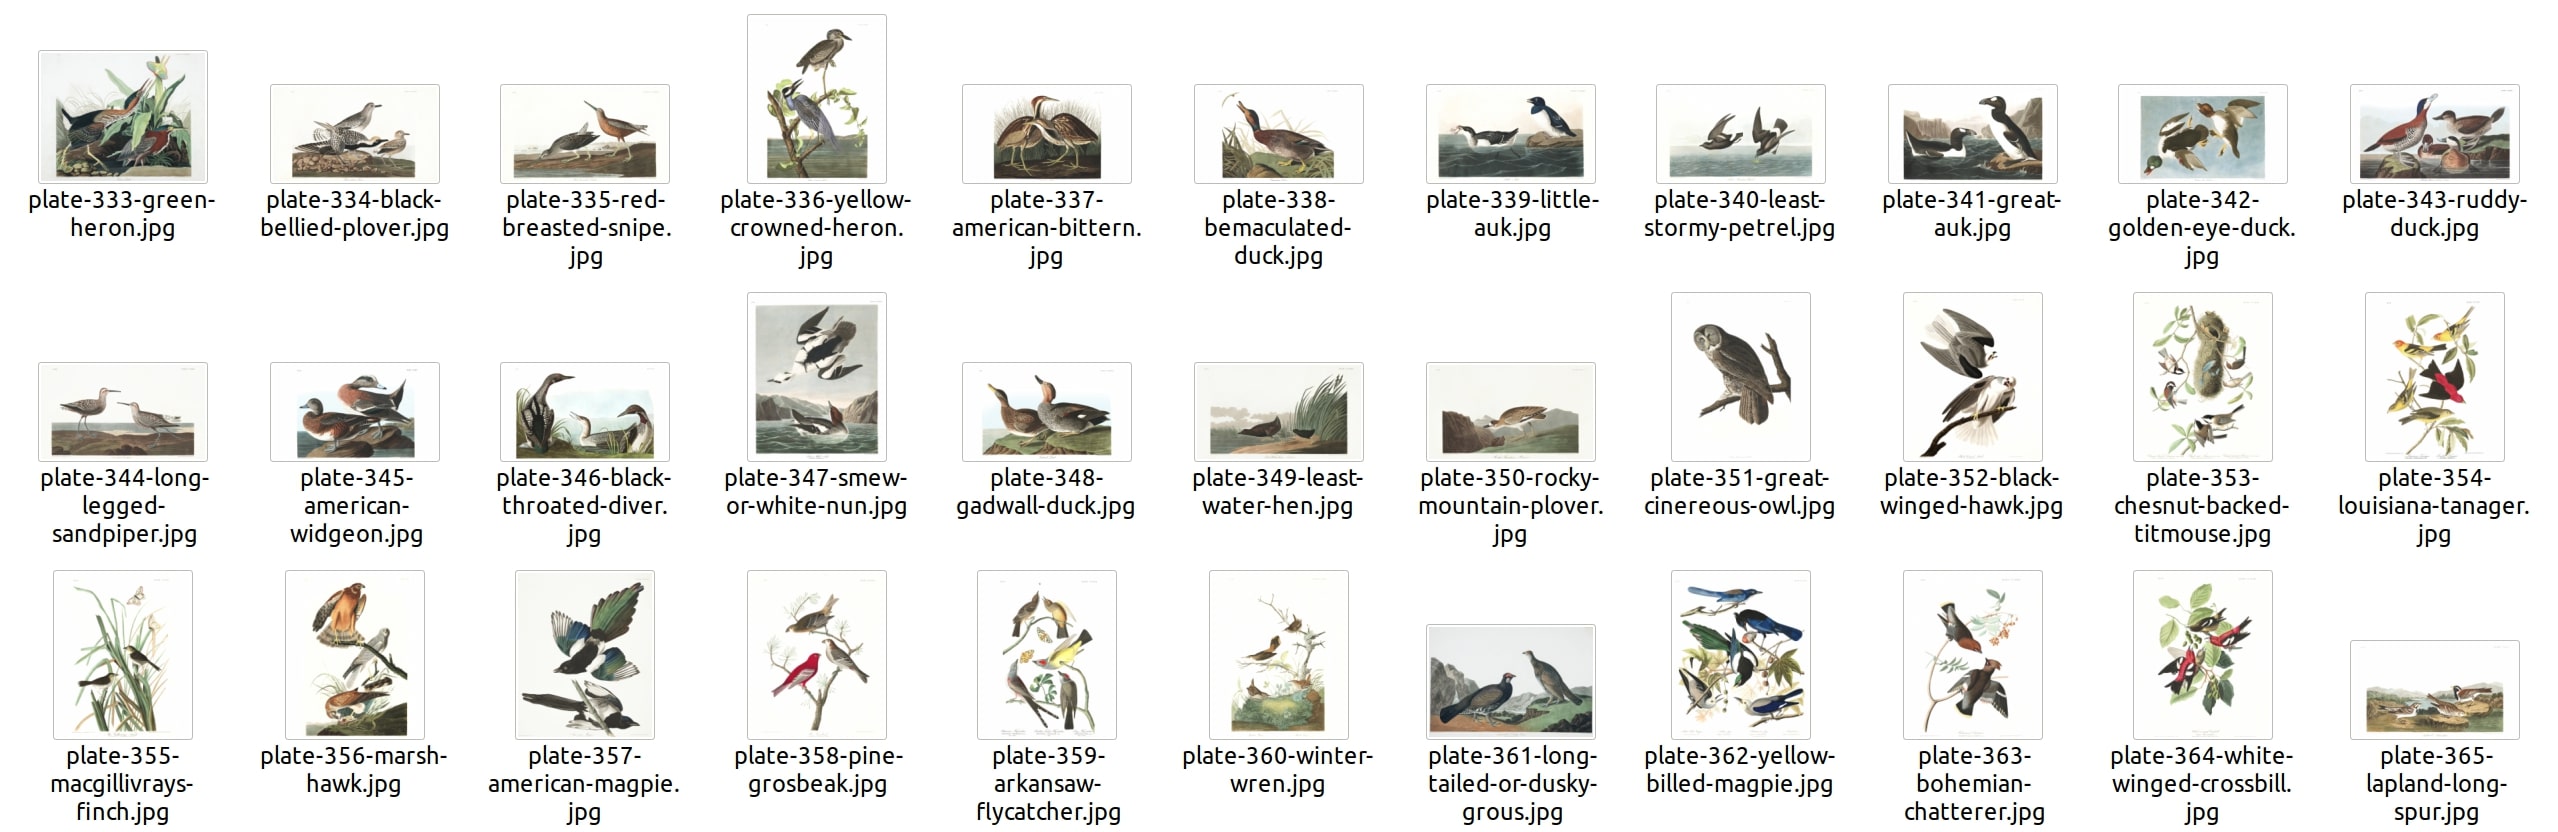 plate-333-green-
heron.jpg
plate-334-black-
bellied-plover.jpg
plate-335-red-
breasted-snipe.
jpg
plate-336-yellow-
crowned-heron.
jpg
plate-337-
american-bittern.
jpg
plate-338-
bemaculated-
duck.jpg
plate-339-little-
auk.jpg
plate-340-least-
stormy-petrel.jpg
plate-341-great-
auk.jpg
plate-342-
golden-eye-duck.
jpg
plate-343-ruddy-
duck.jpg
plate-344-long-
legged-
sandpiper.jpg
plate-345-
american-
widgeon.jpg
plate-346-black-
throated-diver.
jpg
plate-347-smew-
or-white-nun.jpg
plate-348-
gadwall-duck.jpg
plate-349-least-
water-hen.jpg
plate-350-rocky-
mountain-plover.
jpg
plate-351-great-
cinereous-owl.jpg
plate-352-black-
winged-hawk.jpg
plate-353-
chesnut-backed-
titmouse.jpg
plate-354-
louisiana-tanager.
jpg
plate-355-
macgillivrays-
finch.jpg
plate-356-marsh-
hawk.jpg
plate-357-
american-magpie.
jpg
plate-358-pine-
grosbeak.jpg
plate-359-
arkansaw-
flycatcher.jpg
plate-360-winter-
wren.jpg
plate-361-long-
tailed-or-dusky-
grous.jpg
plate-362-yellow-
billed-magpie.jpg
plate-363-
bohemian-
chatterer.jpg
plate-364-white-
winged-crossbill.
jpg
plate-365-
lapland-long-
spur.jpg